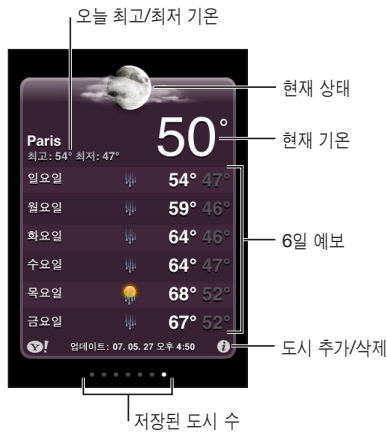 오늘 최고/최저 기온
현재 상태
Paris
최고: 54° 최저: 47°
50°
현재 기온
일요일 54° 47°
월요일 59° 46°
화요일 64° 46°
수요일 64° 47°
6일 예보
목요일 68° 52°
금요일 67° 52°
Y! 업데이트: 07. 05. 27 오후 4:50 i
도시 추가/삭제
저장된 도시 수